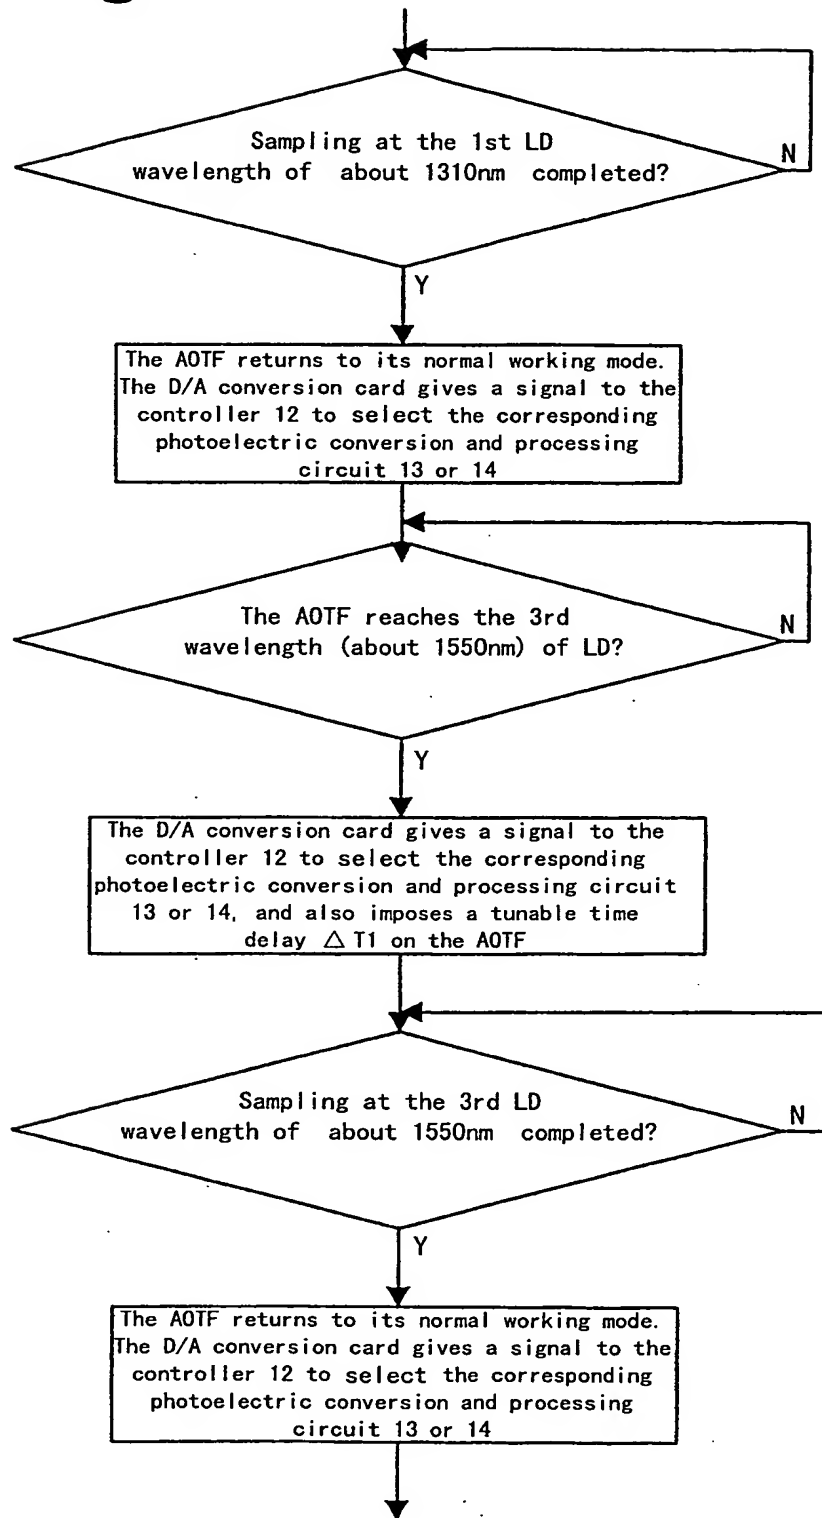 Sampling at the 1st LD
wavelength of about 1310nm completed?
N
Y
The AOTF returns to its normal working mode.
The D/A conversion card gives a signal to the
controller 12 to select the corresponding
photoelectric conversion and processing
circuit 13 or 14
The AOTF reaches the 3rd
wavelength (about 1550nm) of LD?
N
Y
The D/A conversion card gives a signal to the
controller 12 to select the corresponding
photoelectric conversion and processing circuit
13 or 14, and also imposes a tunable time
delay △T1 on the AOTF
Sampling at the 3rd LD
wavelength of about 1550nm completed?
N
Y
The AOTF returns to its normal working mode.
The D/A conversion card gives a signal to the
controller 12 to select the corresponding
photoelectric conversion and processing
circuit 13 or 14